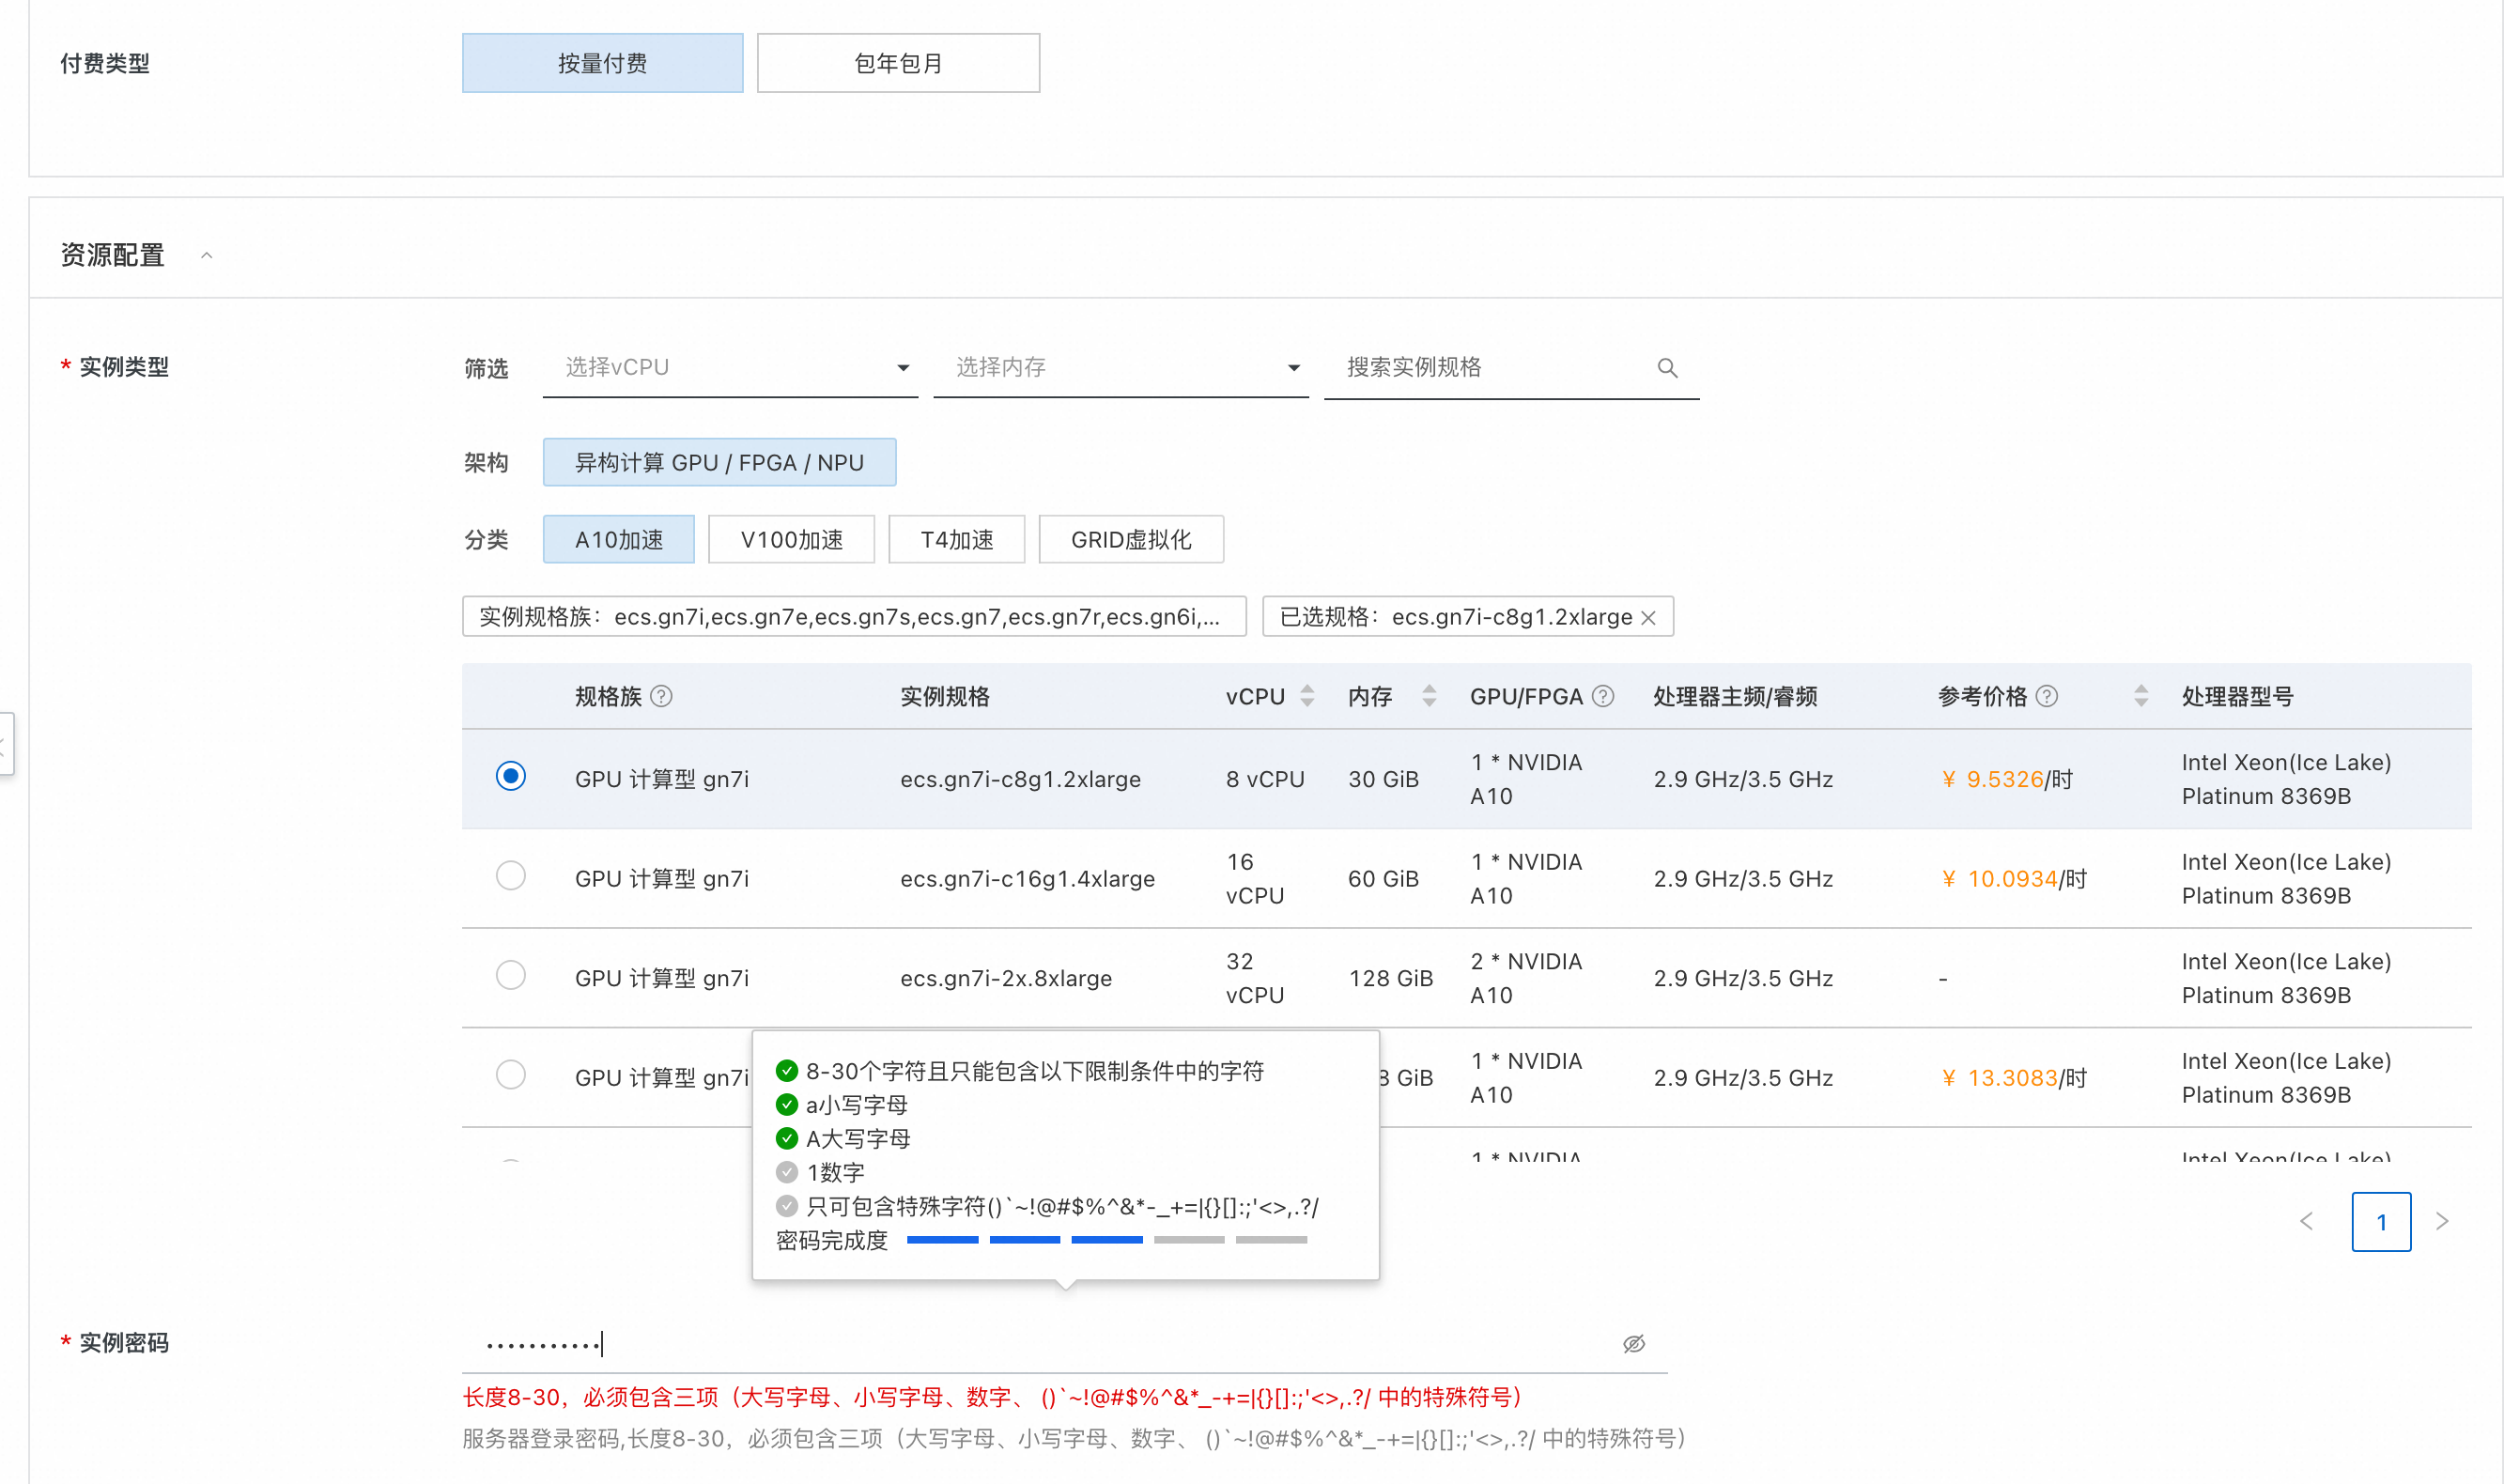 付费类型
按量付费
包年包月
资源配置
* 实例类型
筛选
选择vCPU
选择内存
搜索实例规格
架构
异构计算 GPU / FPGA / NPU
分类
A10加速
V100加速
T4加速
GRID虚拟化
实例规格族：ecs.gn7i,ecs.gn7e,ecs.gn7s,ecs.gn7,ecs.gn7r,ecs.gn6i,...
已选规格：ecs.gn7i-c8g1.2xlarge
规格族 实例规格 vCPU 内存 GPU/FPGA 处理器主频/睿频 参考价格 处理器型号
GPU 计算型 gn7i
ecs.gn7i-c8g1.2xlarge
8 vCPU
30 GiB
1 * NVIDIA
A10
2.9 GHz/3.5 GHz
¥ 9.5326/时
Intel Xeon(Ice Lake)
Platinum 8369B
GPU 计算型 gn7i
ecs.gn7i-c16g1.4xlarge
16
vCPU
60 GiB
1 * NVIDIA
A10
2.9 GHz/3.5 GHz
¥ 10.0934/时
Intel Xeon(Ice Lake)
Platinum 8369B
GPU 计算型 gn7i
ecs.gn7i-2x.8xlarge
32
vCPU
128 GiB
2 * NVIDIA
A10
2.9 GHz/3.5 GHz
-
Intel Xeon(Ice Lake)
Platinum 8369B
GPU 计算型 gn7i
GiB
1 * NVIDIA
A10
2.9 GHz/3.5 GHz
¥ 13.3083/时
Intel Xeon(Ice Lake)
Platinum 8369B
1 * NVIDIA
Intel Xeon(Ice Lake)
8-30个字符且只能包含以下限制条件中的字符
a小写字母
A大写字母
1数字
只可包含特殊字符()`~!@#$%^&*-_+=|{}[]:;'<>,.?/
密码完成度
1
* 实例密码
长度8-30，必须包含三项（大写字母、小写字母、数字、 ()`~!@#$%^&*_-+=|{}[]:;'<>,.?/ 中的特殊符号）
服务器登录密码,长度8-30，必须包含三项（大写字母、小写字母、数字、 ()`~!@#$%^&*_-+=|{}[]:;'<>,.?/ 中的特殊符号）